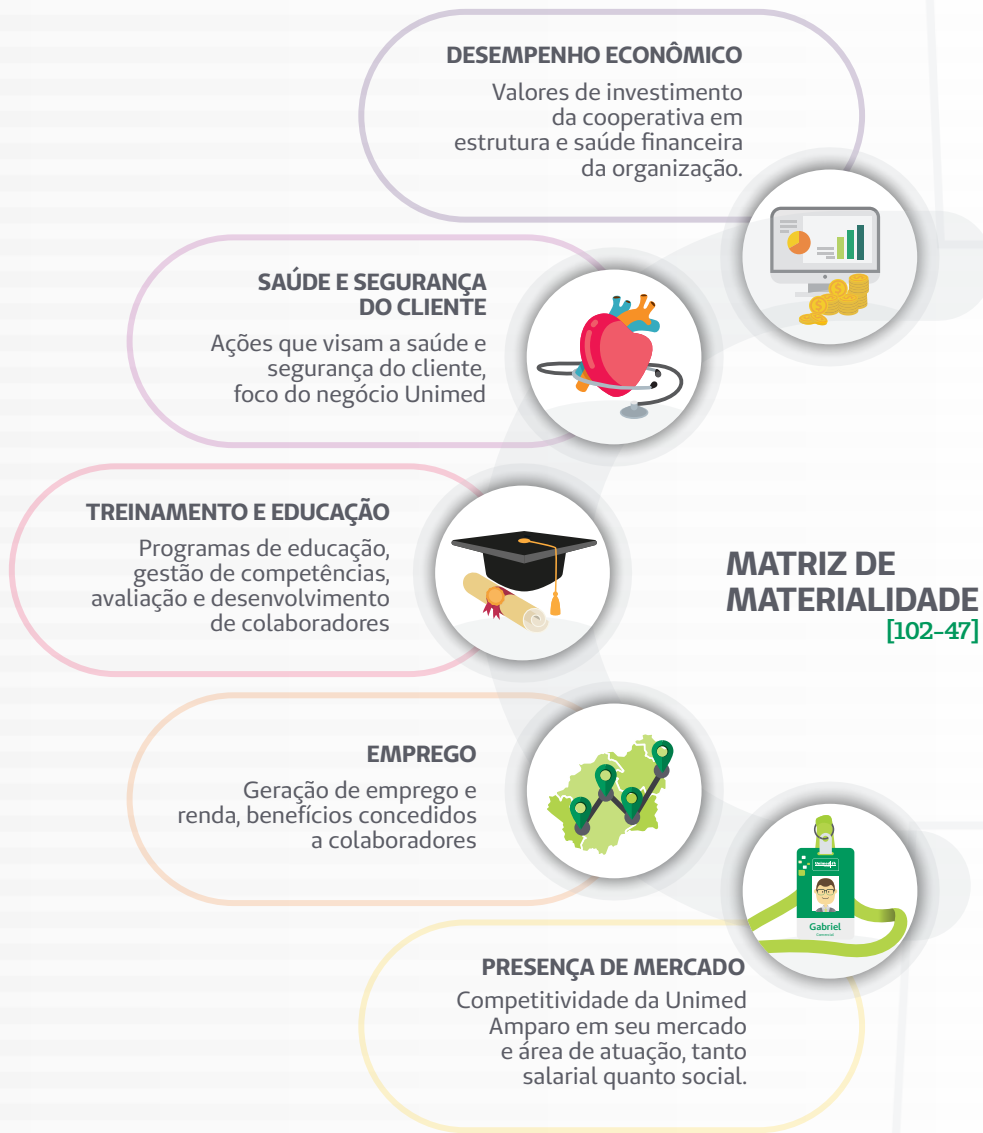 DESEMPENHO ECONÔMICO
Valores de investimento
da cooperativa em
estrutura e saúde financeira
da organização.
SAÚDE E SEGURANÇA
DO CLIENTE
Ações que visam a saúde e
segurança do cliente,
foco do negócio Unimed
TREINAMENTO E EDUCAÇÃO
Programas de educação,
gestão de competências,
avaliação e desenvolvimento
de colaboradores
MATRIZ DE
MATERIALIDADE
[102-47]
EMPREGO
Geração de emprego e
renda, benefícios concedidos
a colaboradores
Gabriel
Comercial
PRESENÇA DE MERCADO
Competitividade da Unimed
Amparo em seu mercado
e área de atuação, tanto
salarial quanto social.